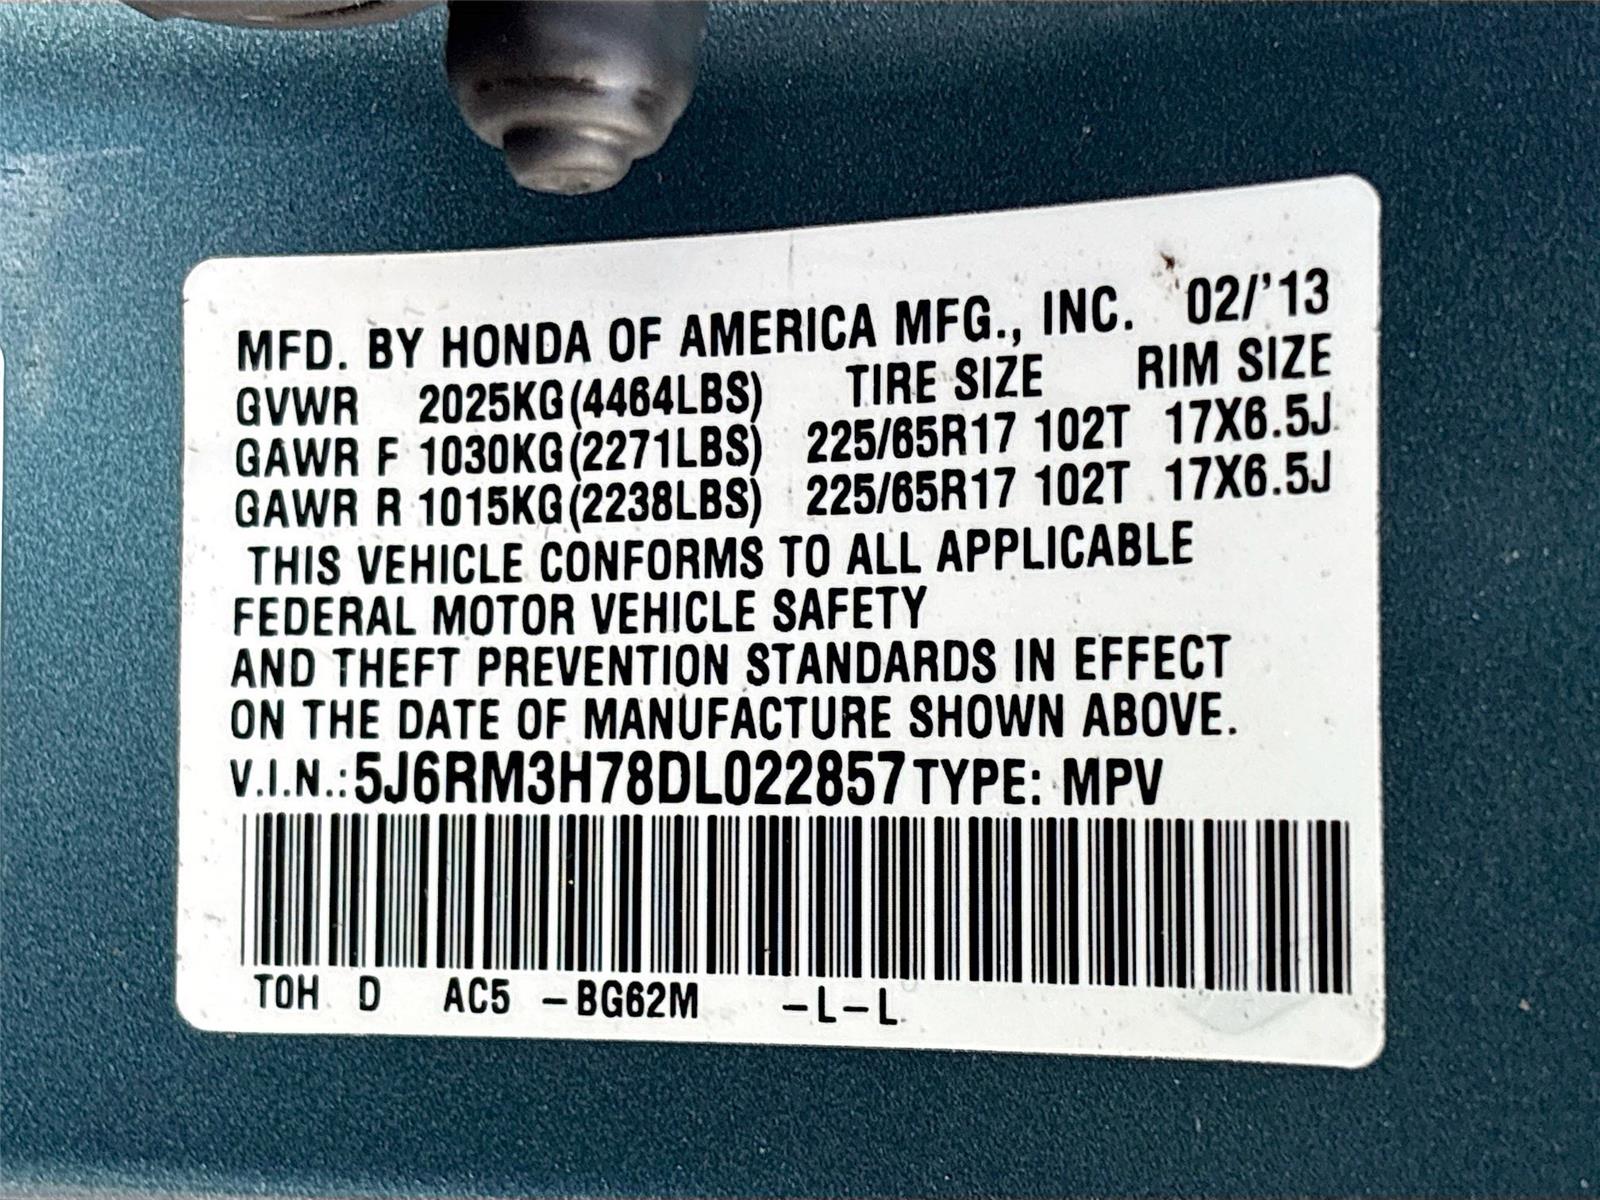 MFD. BY HONDA OF AMERICA MFG., INC. 02/'13
GVWR 2025KG(4464LBS) TIRE SIZE RIM SIZE
GAWR F 1030KG(2271LBS) 225/65R17 102T 17X6.5J
GAWR R 1015KG(2238LBS) 225/65R17 102T 17X6.5J
THIS VEHICLE CONFORMS TO ALL APPLICABLE
FEDERAL MOTOR VEHICLE SAFETY
AND THEFT PREVENTION STANDARDS IN EFFECT
ON THE DATE OF MANUFACTURE SHOWN ABOVE.
V.I.N.:5J6RM3H78DL022857 TYPE: MPV
TOH D AC5 -BG62M -L-L